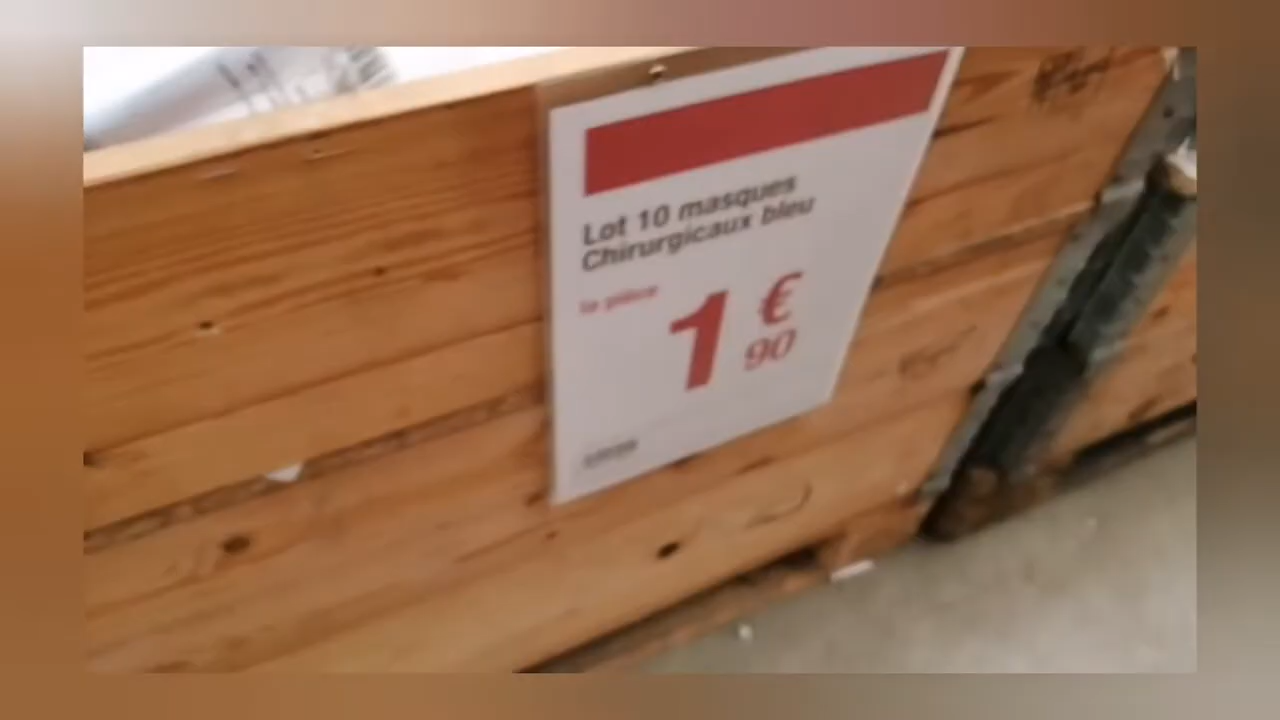 Lot 10 masques
Chirurgicaux bleu
la pièce
1 €
90